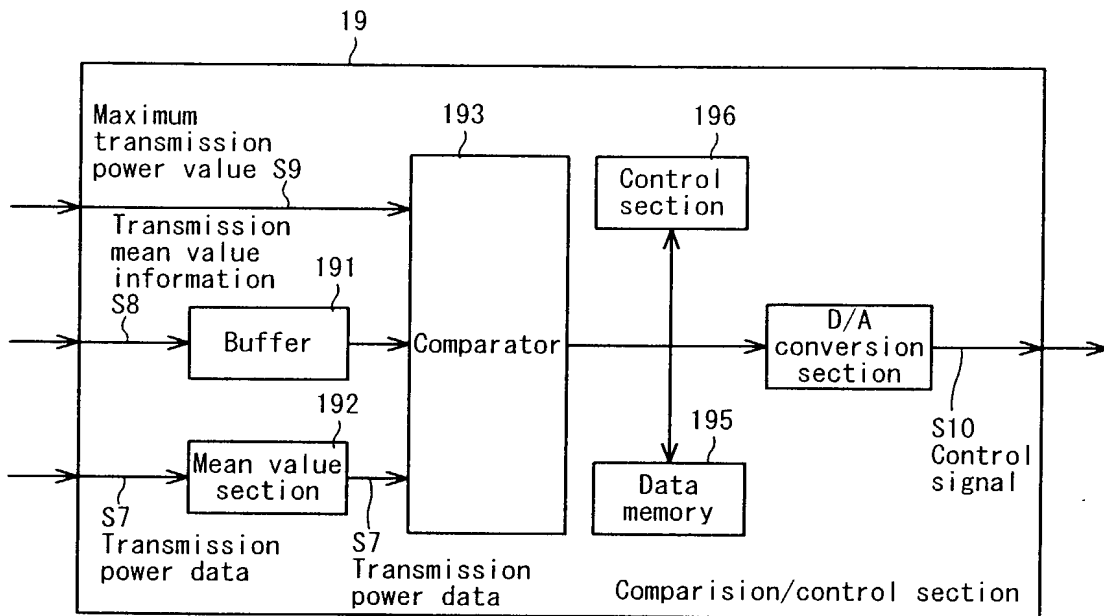 19
Maximum
transmission
power value S9
193
196
Control
section
Transmission
mean value
information
S8
191
Buffer
Comparator
D/A
conversion
section
192
Mean value
section
195
Data
memory
S10
Control
signal
S7
Transmission
power data
S7
Transmission
power data
Comparision/control section